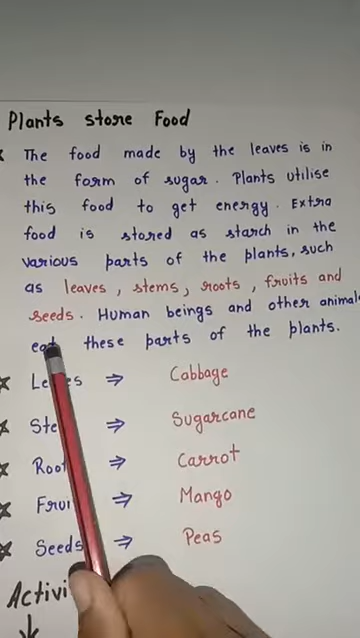 Plants store Food
The food made by the leaves is in
the form of sugar. Plants utilise
this food to get energy. Extra
food is stored as starch in the
various parts of the plants, such
as leaves, stems, roots, fruits and
seeds. Human beings and other animal
eat these parts of the plants.
⇒ Cabbage
⇒ Sugarcane
Root ⇒ Carrot
⇒ Mango
Seeds ⇒ Peas